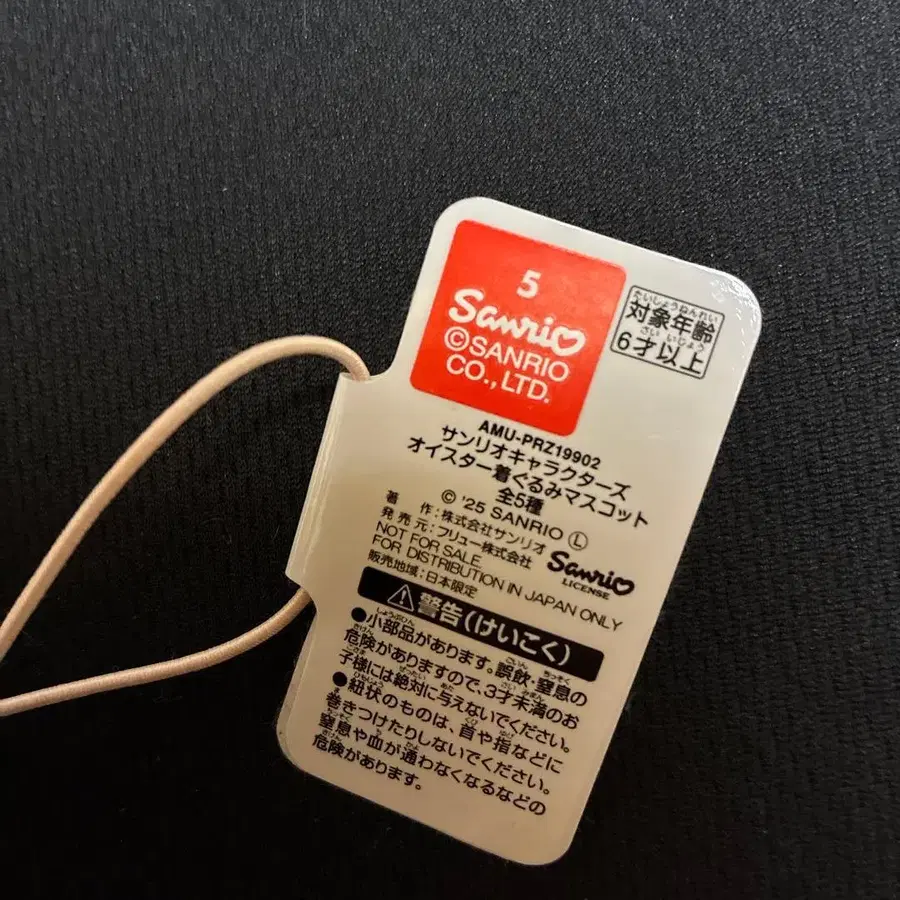 5
Sanrio
©SANRIO
CO., LTD.
たいしょうねんれい
対象年齢
さい いじょう
6才以上
AMU-PRZ19902
サンリオキャラクターズ
オイスター着ぐるみマスコット
全5種
© '25 SANRIO Ⓛ
著 作:株式会社サンリオ
発売元:フリュー株式会社
Sanrio
LICENSE
NOT FOR SALE.
FOR DISTRIBUTION IN JAPAN ONLY
販売地域:日本限定
警告(けいこく)
●小部品があります。誤飲・窒息の
危険がありますので、3才未満のお
子様には絶対に与えないでください。
●紐状のものは、首や指などに
巻きつけたりしないでください。
窒息や血が通わなくなるなどの
危険があります。